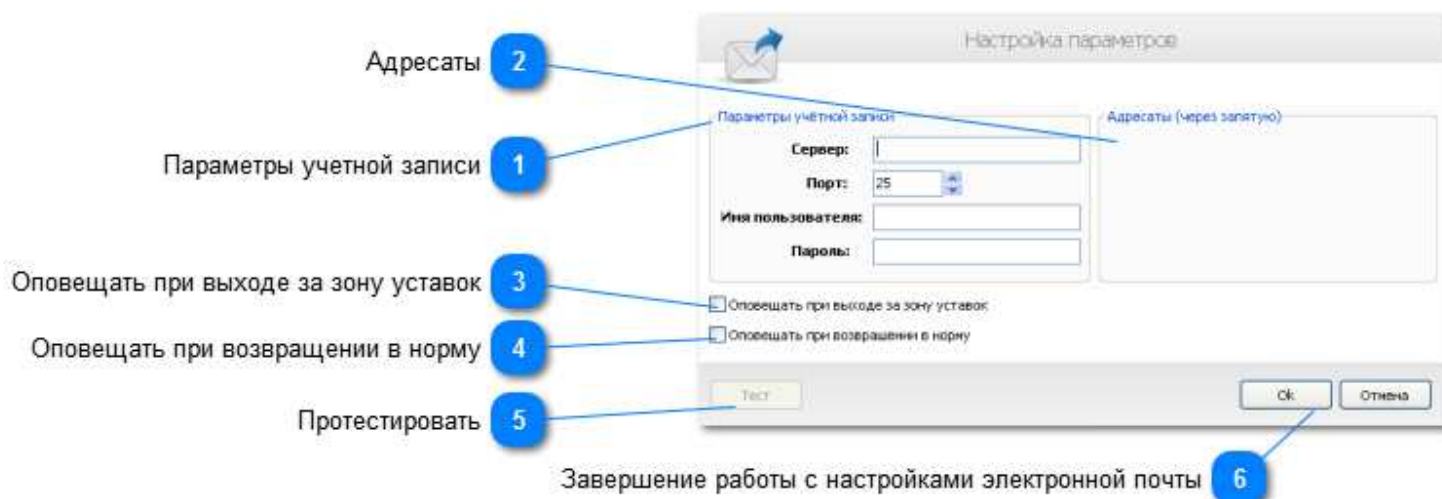 Настройка параметров
Адресаты 2
Параметры учётной записи
Адресаты (через запятую)
Сервер:
Параметры учетной записи 1
Порт: 25
Имя пользователя:
Пароль:
Оповещать при выходе за зону уставок 3
Оповещать при выходе за зону уставок
Оповещать при возвращении в норму
Оповещать при возвращении в норму 4
Тест
Ok
Отмена
Протестировать 5
Завершение работы с настройками электронной почты 6